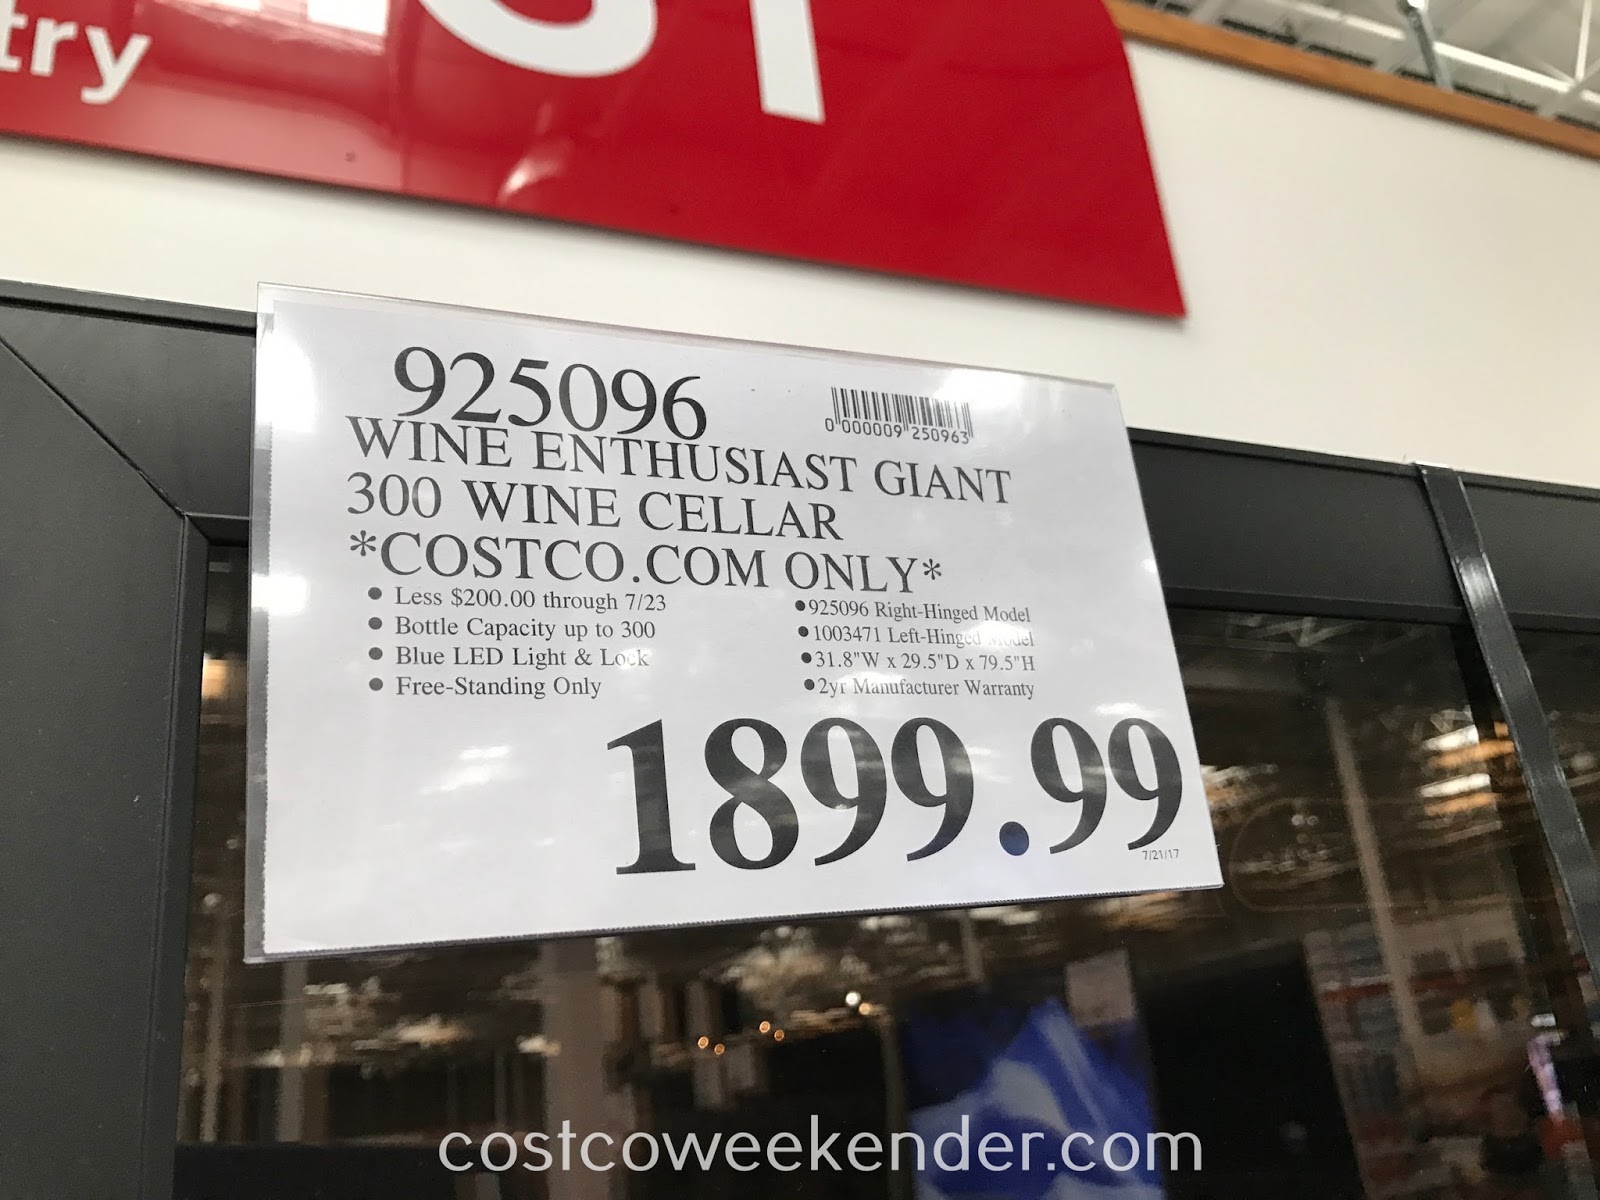 try
ST
925096
0 000009 250963
WINE ENTHUSIAST GIANT
300 WINE CELLAR
*COSTCO.COM ONLY*
• Less $200.00 through 7/23
• Bottle Capacity up to 300
• Blue LED Light & Lock
• Free-Standing Only
•925096 Right-Hinged Model
•1003471 Left-Hinged Model
•31.8"W x 29.5"D x 79.5"H
•2yr Manufacturer Warranty
1899.99
7/21/17
costcoweekender.com